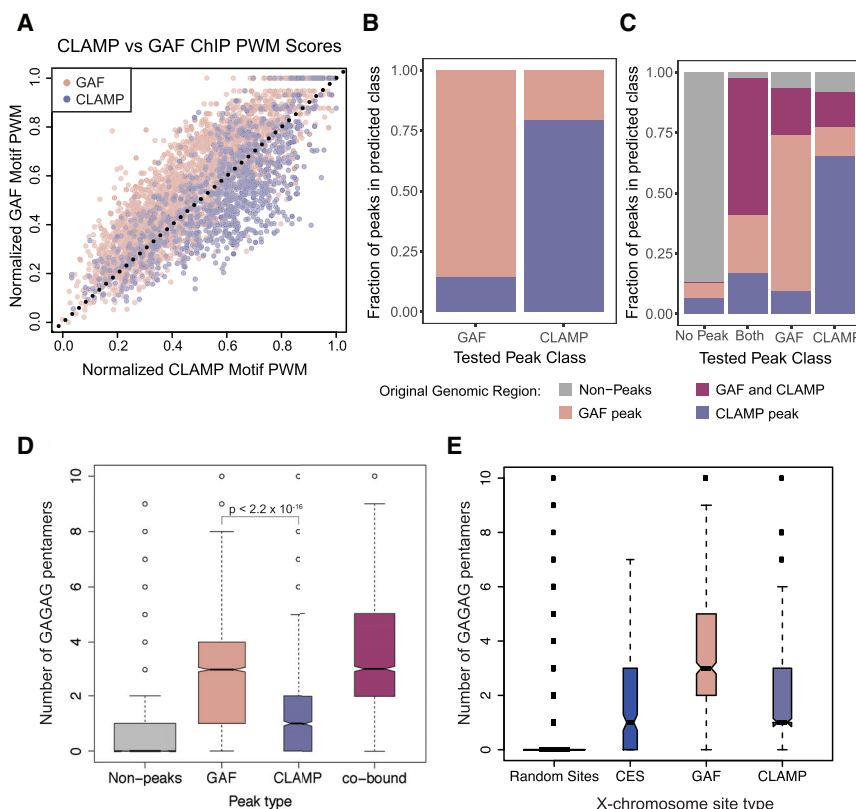 A
CLAMP vs GAF ChIP PWM Scores
GAF
CLAMP
Normalized GAF Motif PWM
1.0
0.8
0.6
0.4
0.2
0.0
0.0 0.2 0.4 0.6 0.8 1.0
Normalized CLAMP Motif PWM
B
Fraction of peaks in predicted class
1.00
0.75
0.50
0.25
0.00
GAF CLAMP
Tested Peak Class
C
Fraction of peaks in predicted class
1.00
0.75
0.50
0.25
0.00
No Peak Both GAF CLAMP
Tested Peak Class
Original Genomic Region:
Non−Peaks
GAF and CLAMP
GAF peak
CLAMP peak
D
Number of GAGAG pentamers
10
8
6
4
2
0
p < 2.2 x 10⁻¹⁶
Non-peaks GAF CLAMP co-bound
Peak type
E
Number of GAGAG pentamers
10
8
6
4
2
0
Random Sites CES GAF CLAMP
X-chromosome site type